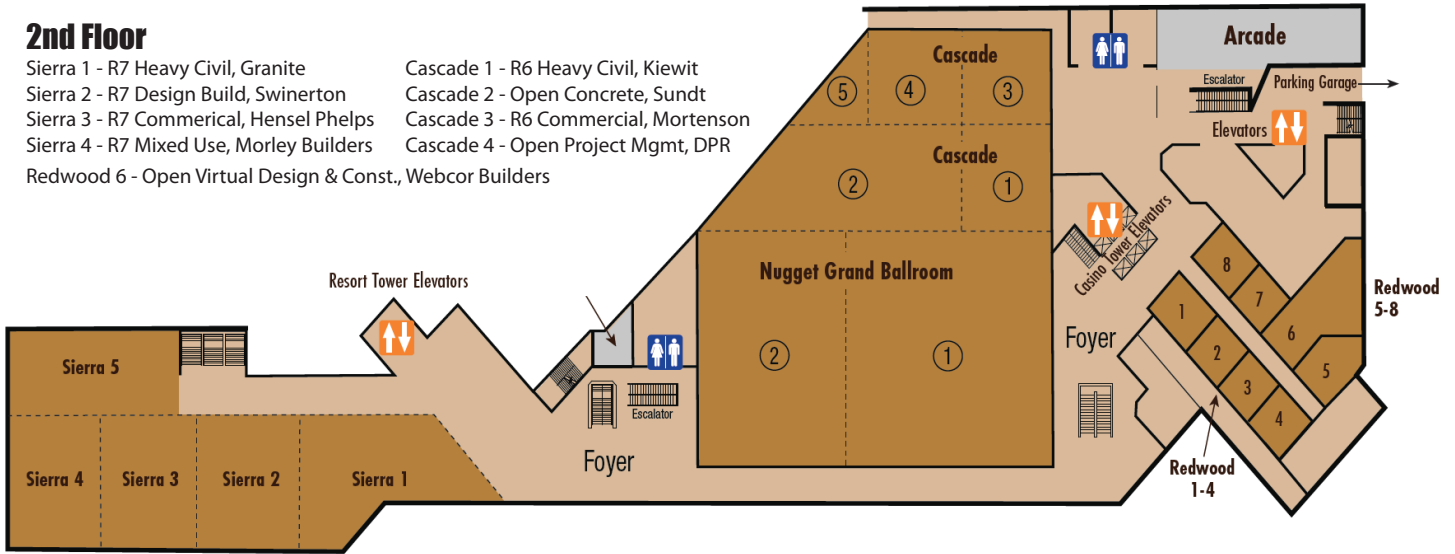 2nd Floor
Sierra 1 - R7 Heavy Civil, Granite
Sierra 2 - R7 Design Build, Swinerton
Sierra 3 - R7 Commerical, Hensel Phelps
Sierra 4 - R7 Mixed Use, Morley Builders
Cascade 1 - R6 Heavy Civil, Kiewit
Cascade 2 - Open Concrete, Sundt
Cascade 3 - R6 Commercial, Mortenson
Cascade 4 - Open Project Mgmt, DPR
Redwood 6 - Open Virtual Design & Const., Webcor Builders
Arcade
Cascade
5
4
3
Escalator
Parking Garage
Elevators
Cascade
2
1
Casino Tower Elevators
Nugget Grand Ballroom
2
1
Resort Tower Elevators
Escalator
Foyer
Foyer
8
7
6
5
Redwood
5-8
1
2
3
4
Redwood
1-4
Sierra 5
Sierra 4
Sierra 3
Sierra 2
Sierra 1